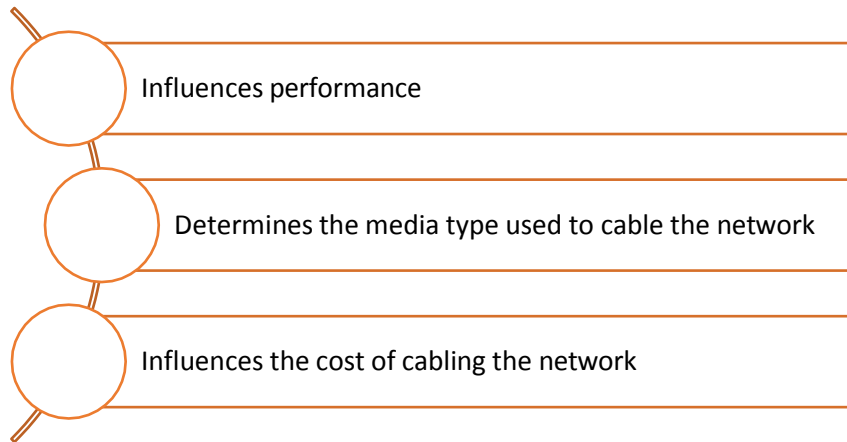 Influences performance
Determines the media type used to cable the network
Influences the cost of cabling the network